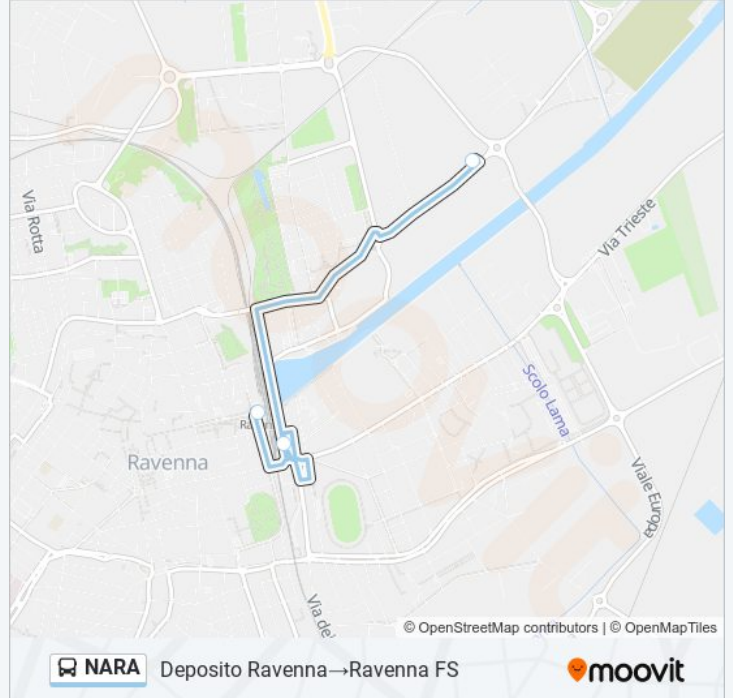 Via Rotta
Via Trieste
Scolo Lama
Ravenna
Viale Europa
© OpenStreetMap contributors | © OpenMapTiles
NARA
Deposito Ravenna→Ravenna FS
moovit